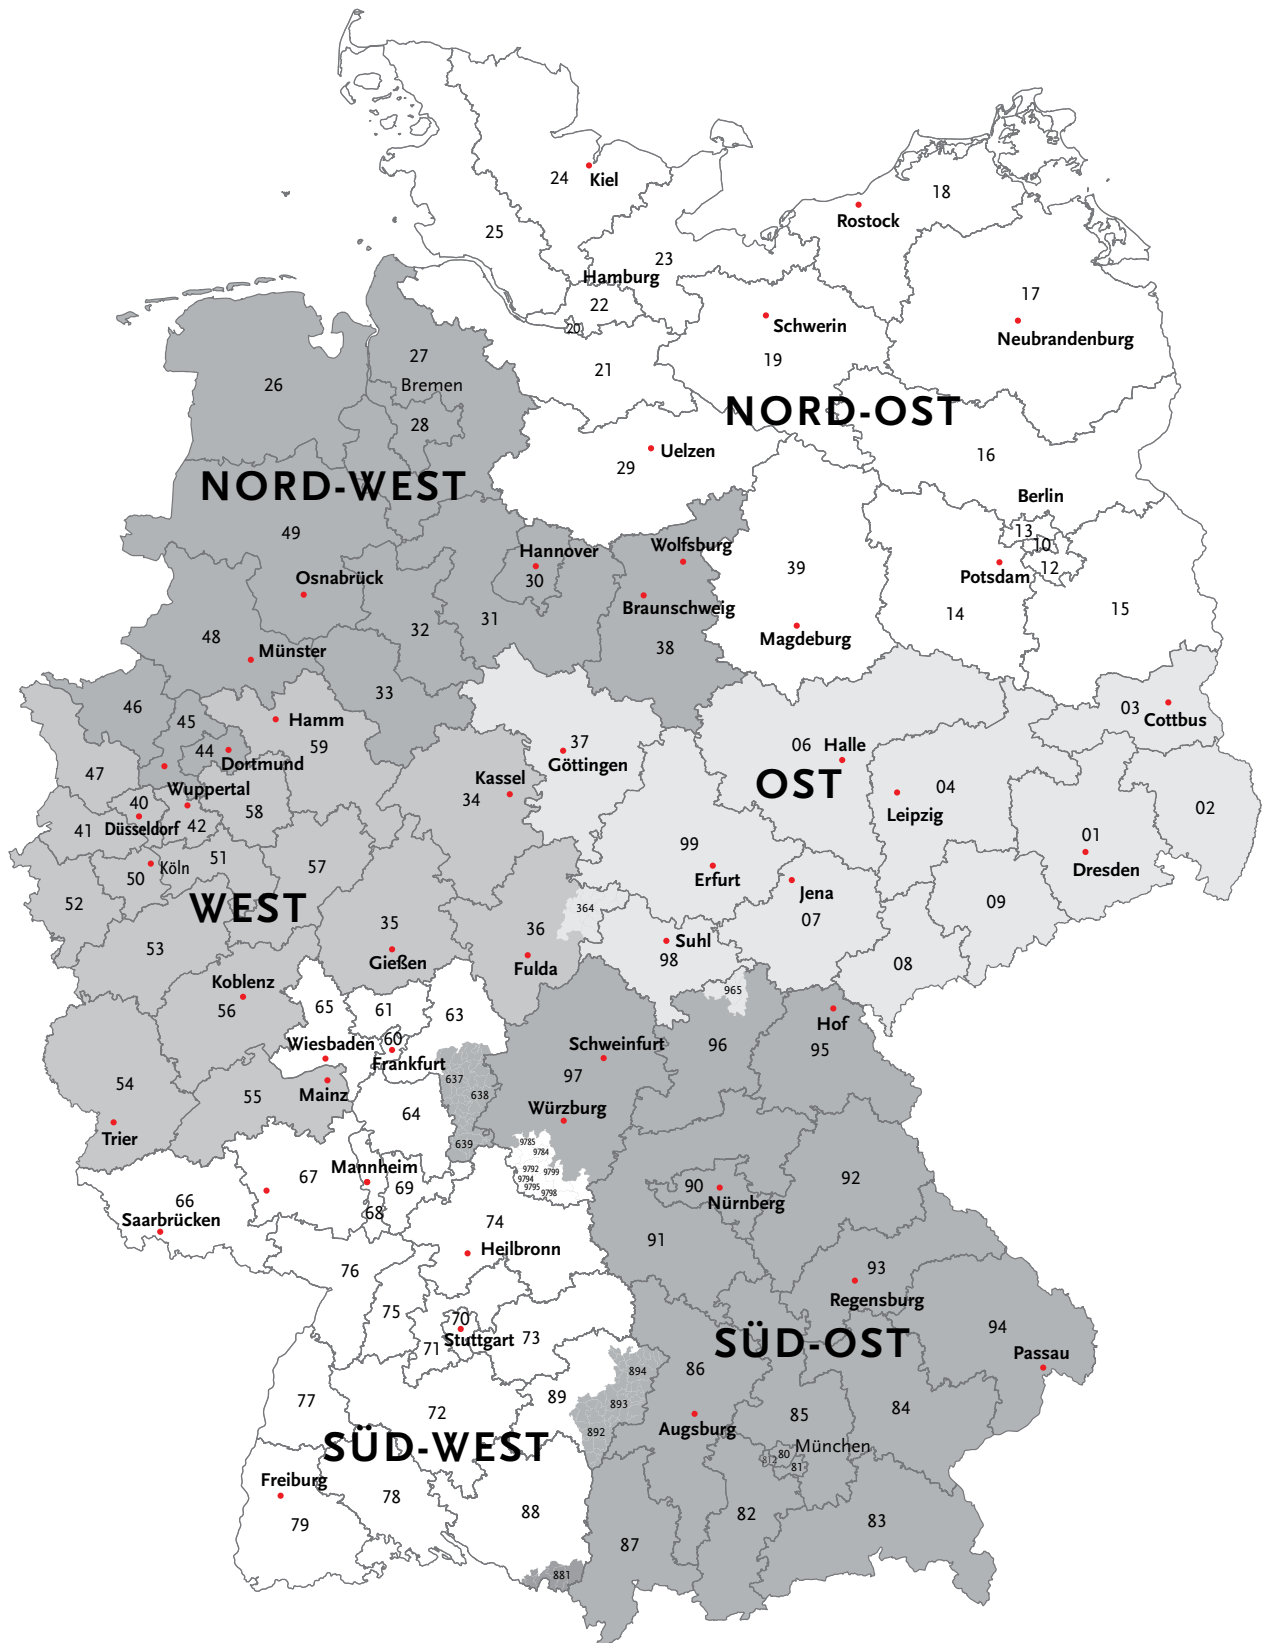 24
Kiel
18
Rostock
25
23
Hamburg
22
20
17
Neubrandenburg
Schwerin
19
21
27
Bremen
28
26
NORD-OST
Uelzen
29
16
NORD-WEST
Berlin
13
10
12
Potsdam
49
Hannover
30
Wolfsburg
Osnabrück
Braunschweig
39
Magdeburg
14
15
48
32
31
38
Münster
33
46
45
44
Hamm
59
Dortmund
37
Göttingen
06
Halle
03
Cottbus
47
Wuppertal
40
Düsseldorf
41
42
58
Kassel
34
OST
04
Leipzig
02
01
Dresden
51
Köln
50
57
99
Erfurt
Jena
07
52
WEST
364
09
53
35
Gießen
36
Fulda
Suhl
98
08
Koblenz
56
965
65
61
63
Hof
95
Wiesbaden
60
Frankfurt
Schweinfurt
96
97
54
55
Mainz
637
638
64
Würzburg
Trier
639
9785
9784
9792
9799
9794
9795
9798
67
Mannheim
69
68
90
Nürnberg
92
66
Saarbrücken
74
Heilbronn
91
76
93
Regensburg
75
70
Stuttgart
71
73
SÜD-OST
94
Passau
894
86
89
893
892
77
72
85
84
Augsburg
SÜD-WEST
München
80
812
81
Freiburg
79
78
88
82
83
87
881